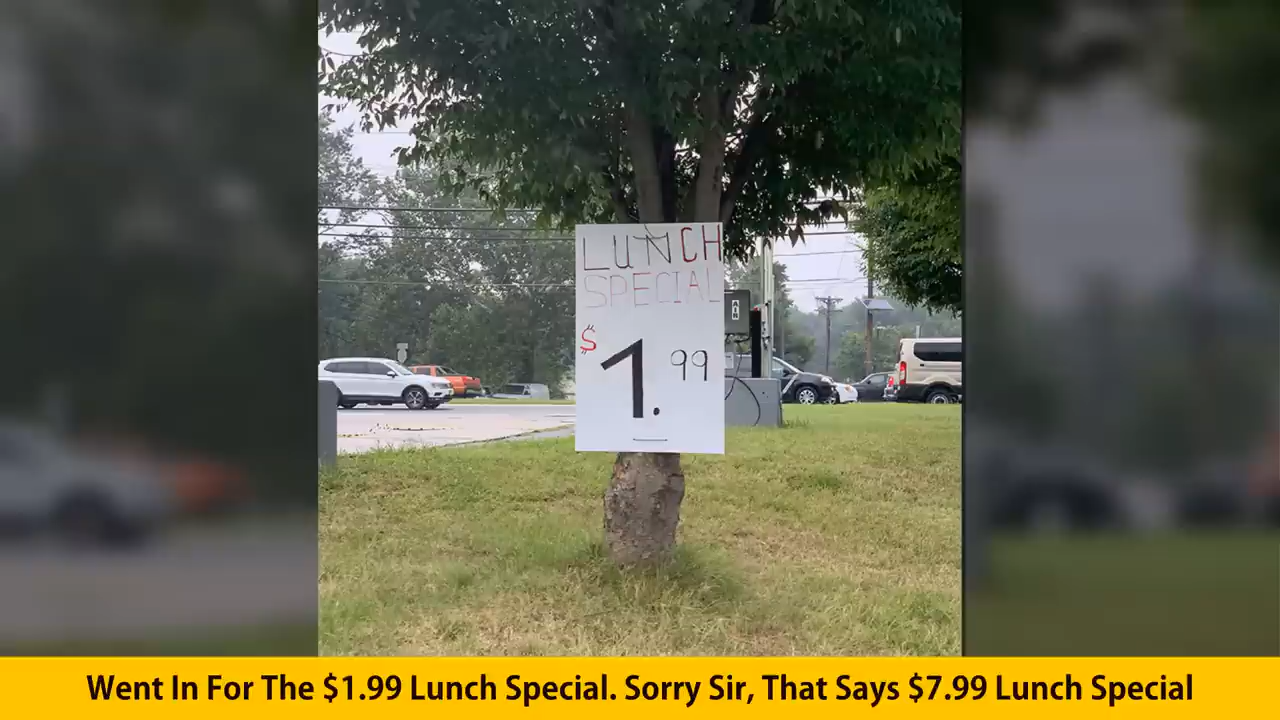 LUNCH
SPECIAL
$1.99
AIR
Went In For The $1.99 Lunch Special. Sorry Sir, That Says $7.99 Lunch Special